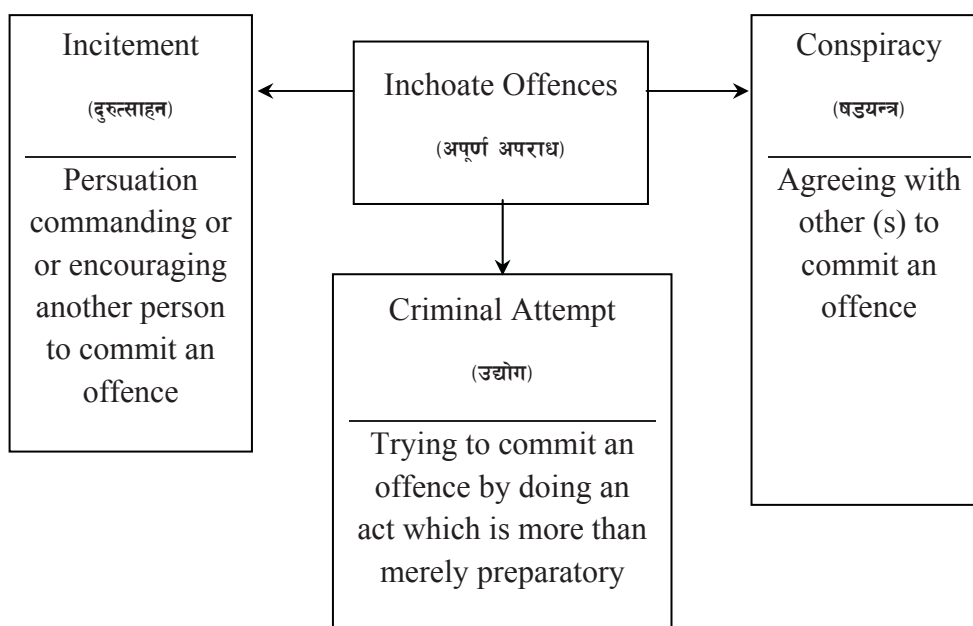 Incitement
(दुरुत्साहन)
Persuation
commanding or
or encouraging
another person
to commit an
offence
Inchoate Offences
(अपूर्ण अपराध)
Criminal Attempt
(उद्योग)
Trying to commit an
offence by doing an
act which is more than
merely preparatory
Conspiracy
(षडयन्त्र)
Agreeing with
other (s) to
commit an
offence